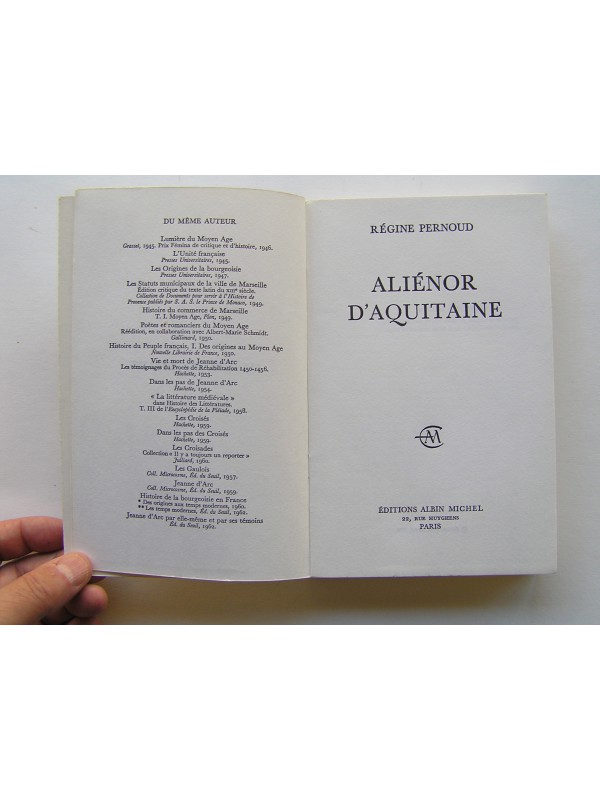 DU MÊME AUTEUR
Lumière du Moyen Age
Grasset, 1945. Prix Fémina de critique et d'histoire, 1946.
L'Unité française
Presses Universitaires, 1945.
Les Origines de la bourgeoisie
Presses Universitaires, 1947.
Les Statuts municipaux de la ville de Marseille
Édition critique du texte latin du XIIIe siècle.
Collection de Documents pour servir à l'Histoire de
Provence publiés par S. A. S. le Prince de Monaco, 1949.
Histoire du commerce de Marseille
T. I. Moyen Age, Plon, 1949.
Poètes et romanciers du Moyen Age
Réédition, en collaboration avec Albert-Marie Schmidt.
Gallimard, 1950.
Histoire du Peuple français, I. Des origines au Moyen Age
Nouvelle Librairie de France, 1950.
Vie et mort de Jeanne d'Arc
Les témoignages du Procès de Réhabilitation 1450-1456.
Hachette, 1953.
Dans les pas de Jeanne d'Arc
Hachette, 1954.
« La littérature médiévale »
dans Histoire des Littératures.
T. III de l'Encyclopédie de la Pléiade, 1958.
Les Croisés
Hachette, 1959.
Dans les pas des Croisés
Hachette, 1959.
Les Croisades
Collection « Il y a toujours un reporter »
Julliard, 1960.
Les Gaulois
Coll. Microcosme, Éd. du Seuil, 1957.
Jeanne d'Arc
Coll. Microcosme, Éd. du Seuil, 1959.
Histoire de la bourgeoisie en France
* Des origines aux temps modernes, 1960.
** Les temps modernes, Éd. du Seuil, 1962.
Jeanne d'Arc par elle-même et par ses témoins
Éd. du Seuil, 1962.
RÉGINE PERNOUD
ALIÉNOR
D'AQUITAINE
ÉDITIONS ALBIN MICHEL
22, RUE HUYGHENS
PARIS